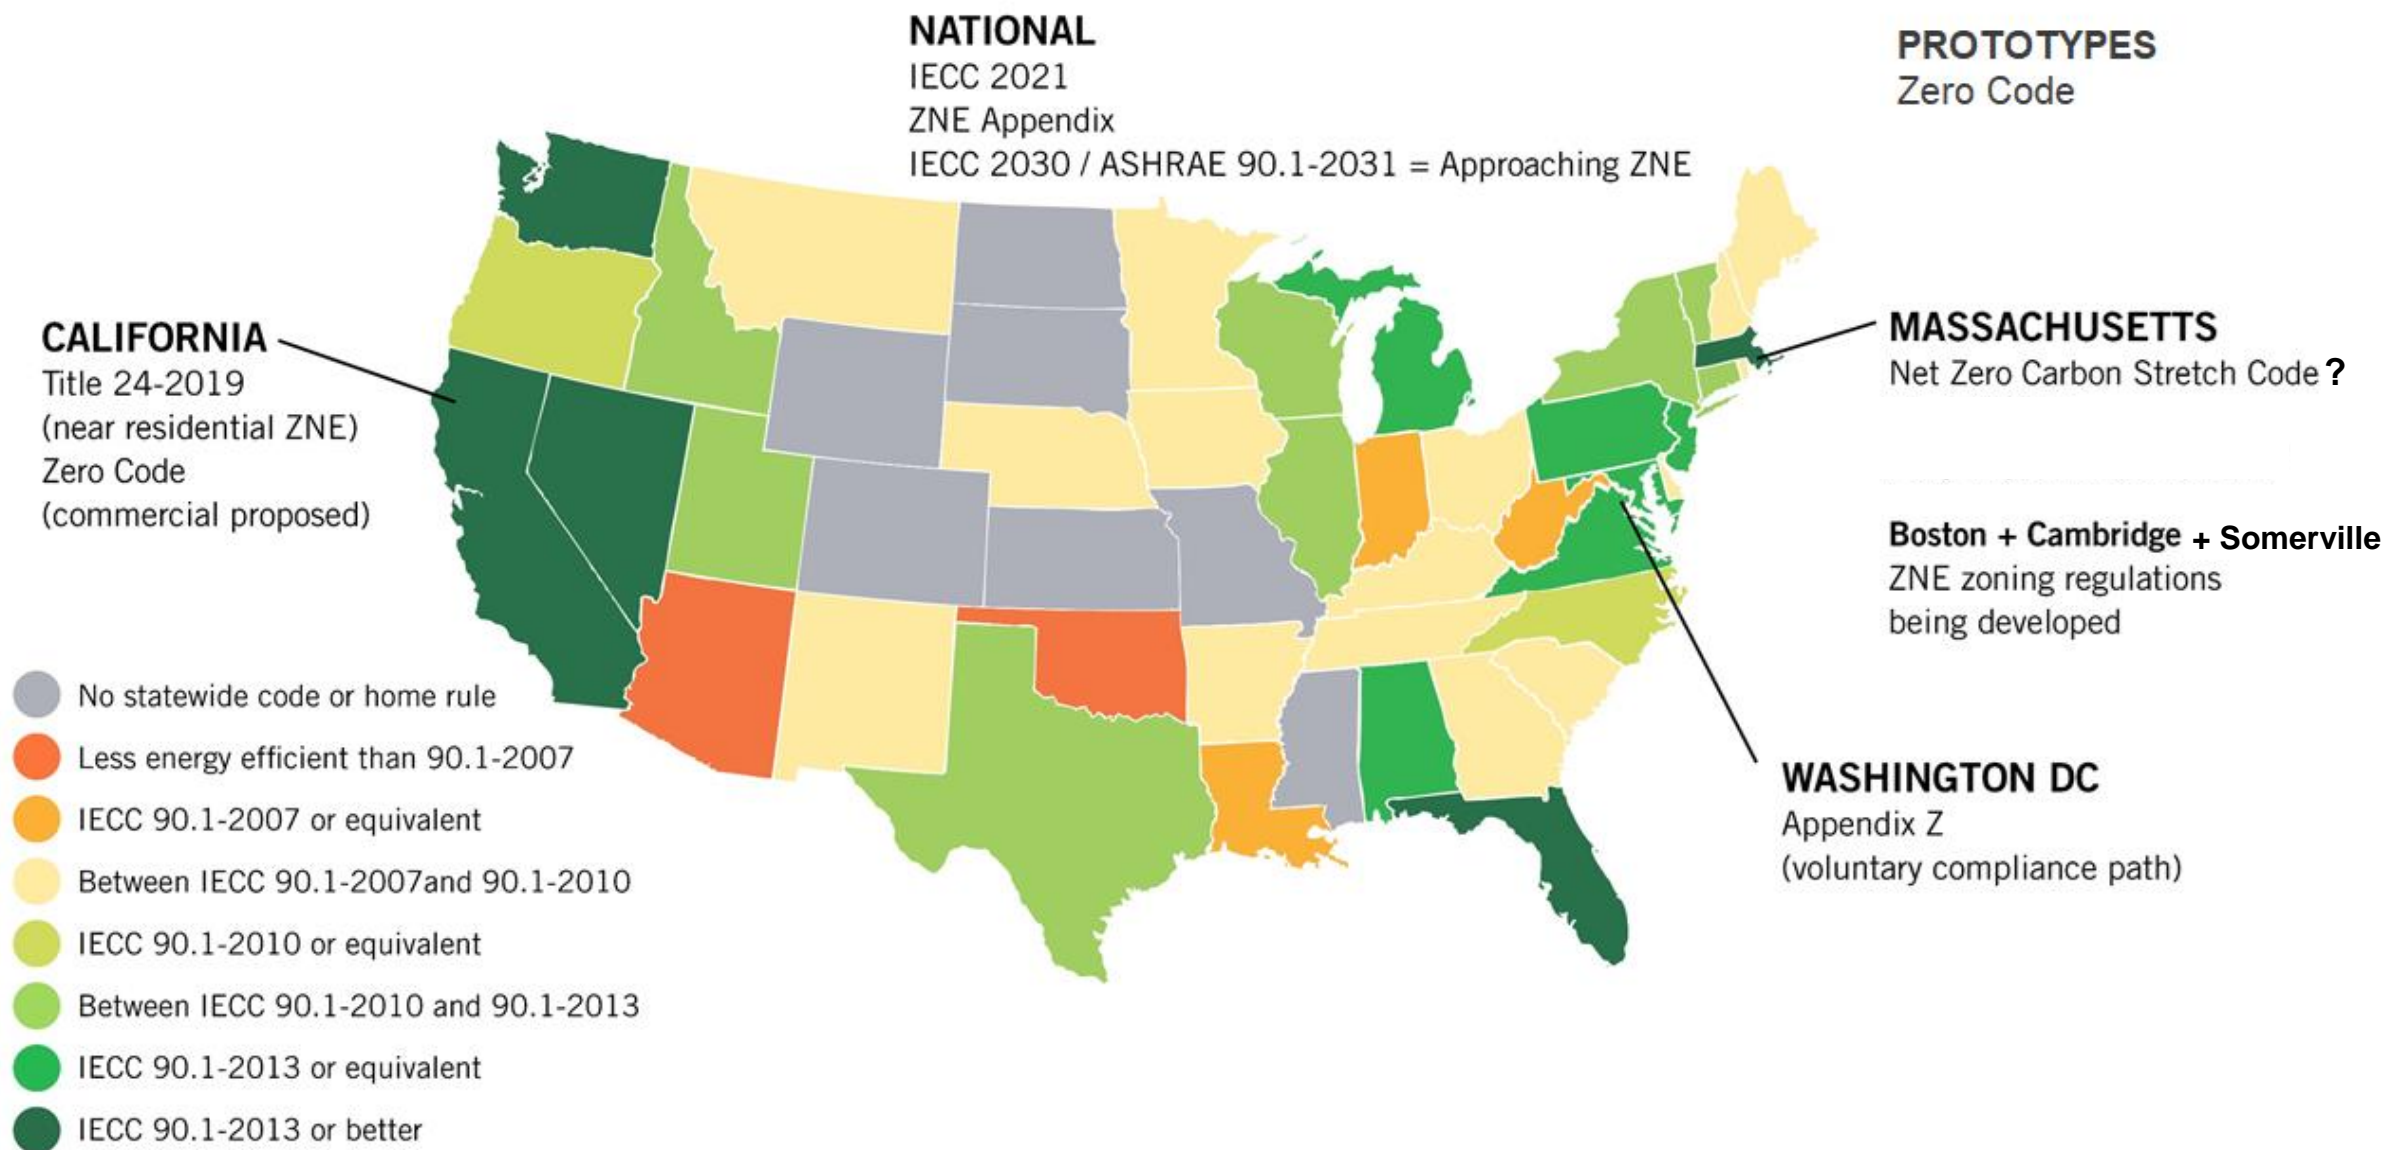 NATIONAL
IECC 2021
ZNE Appendix
IECC 2030 / ASHRAE 90.1-2031 = Approaching ZNE
PROTOTYPES
Zero Code
CALIFORNIA
Title 24-2019
(near residential ZNE)
Zero Code
(commercial proposed)
MASSACHUSETTS
Net Zero Carbon Stretch Code ?
Boston + Cambridge + Somerville
ZNE zoning regulations
being developed
WASHINGTON DC
Appendix Z
(voluntary compliance path)
No statewide code or home rule
Less energy efficient than 90.1-2007
IECC 90.1-2007 or equivalent
Between IECC 90.1-2007and 90.1-2010
IECC 90.1-2010 or equivalent
Between IECC 90.1-2010 and 90.1-2013
IECC 90.1-2013 or equivalent
IECC 90.1-2013 or better